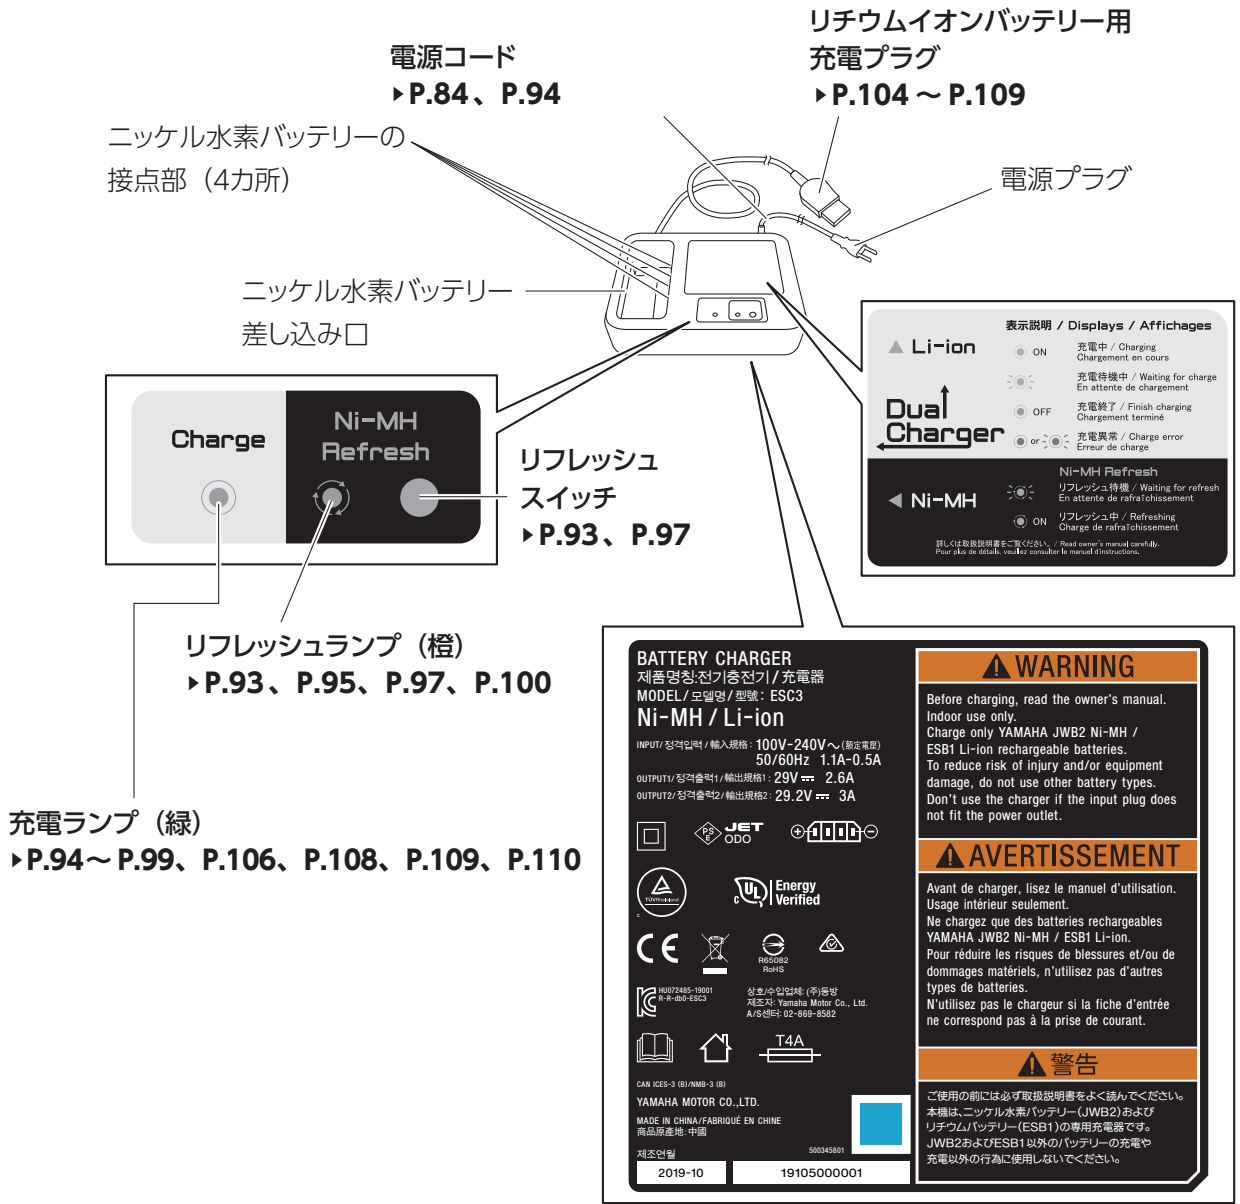 リチウムイオンバッテリー用
充電プラグ
▶P.104 ～ P.109
電源コード
▶P.84 、 P.94
ニッケル水素バッテリーの
接点部（4カ所）
電源プラグ
ニッケル水素バッテリー
差し込み口
表示説明 / Displays / Affichages
Li-ion
ON
充電中 / Charging
Chargement en cours
充電待機中 / Waiting for charge
En attente de chargement
Dual
Charger
OFF
充電終了 / Finish charging
Chargement terminé
or
充電異常 / Charge error
Erreur de charge
Ni-MH Refresh
Ni-MH
リフレッシュ待機 / Waiting for refresh
En attente de rafraîchissement
ON
リフレッシュ中 / Refreshing
Charge de rafraîchissement
詳しくは取扱説明書をご覧ください。 / Read owner's manual carefully.
Pour plus de détails, veuillez consulter le manuel d'instructions.
Charge
Ni-MH
Refresh
リフレッシュ
スイッチ
▶P.93 、 P.97
リフレッシュランプ（橙）
▶P.93 、 P.95、 P.97、 P.100
充電ランプ（緑）
▶P.94～ P.99、 P.106、 P.108、 P.109、 P.110
BATTERY CHARGER
제품명칭:전기충전기 / 充電器
MODEL/ 모델명 / 型號 : ESC3
Ni-MH / Li-ion
INPUT/ 정격입력 / 輸入規格 : 100V-240V～(額定電壓)
50/60Hz 1.1A-0.5A
OUTPUT1/ 정격출력1 / 輸出規格1 : 29V ⎓ 2.6A
OUTPUT2/ 정격출력2 / 輸出規格2 : 29.2V ⎓ 3A
PS
E
JET
ODO
TÜVRheinland
c
c UL Energy
Verified
CE
R65082
RoHS
HU072485-19001
R-R-db0-ESC3
상호/수입업체: (주)동방
제조자: Yamaha Motor Co., Ltd.
A/S센터: 02-869-8582
T4A
CAN ICES-3 (B)/NMB-3 (B)
YAMAHA MOTOR CO.,LTD.
MADE IN CHINA/FABRIQUÉ EN CHINE
商品原産地: 中國
제조연월
500345801
2019-10
19105000001
WARNING
Before charging, read the owner's manual.
Indoor use only.
Charge only YAMAHA JWB2 Ni-MH /
ESB1 Li-ion rechargeable batteries.
To reduce risk of injury and/or equipment
damage, do not use other battery types.
Don't use the charger if the input plug does
not fit the power outlet.
AVERTISSEMENT
Avant de charger, lisez le manuel d'utilisation.
Usage intérieur seulement.
Ne chargez que des batteries rechargeables
YAMAHA JWB2 Ni-MH / ESB1 Li-ion.
Pour réduire les risques de blessures et/ou de
dommages matériels, n'utilisez pas d'autres
types de batteries.
N'utilisez pas le chargeur si la fiche d'entrée
ne correspond pas à la prise de courant.
警告
ご使用の前には必ず取扱説明書をよく読んでください。
本機は、ニッケル水素バッテリー(JWB2)および
リチウムバッテリー(ESB1)の専用充電器です。
JWB2およびESB1以外のバッテリーの充電や
充電以外の行為に使用しないでください。